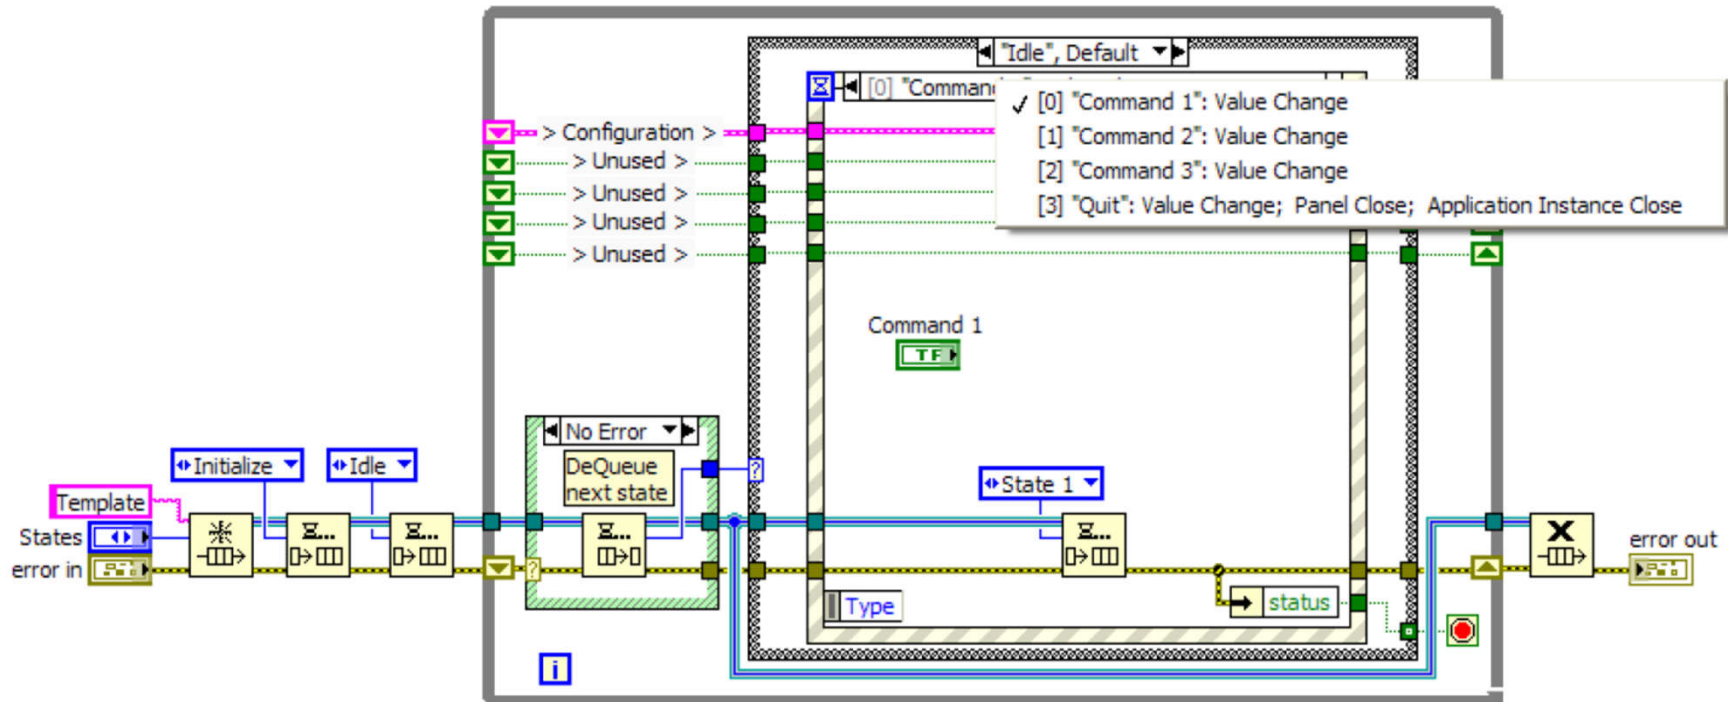 "Idle", Default
[0] "Comman
[0] "Command 1": Value Change
[1] "Command 2": Value Change
[2] "Command 3": Value Change
[3] "Quit": Value Change; Panel Close; Application Instance Close
> Configuration >
> Unused >
> Unused >
> Unused >
> Unused >
Command 1
TF
No Error
DeQueue
next state
?
Initialize
Idle
State 1
Template
States
error in
?
error out
Type
status
i